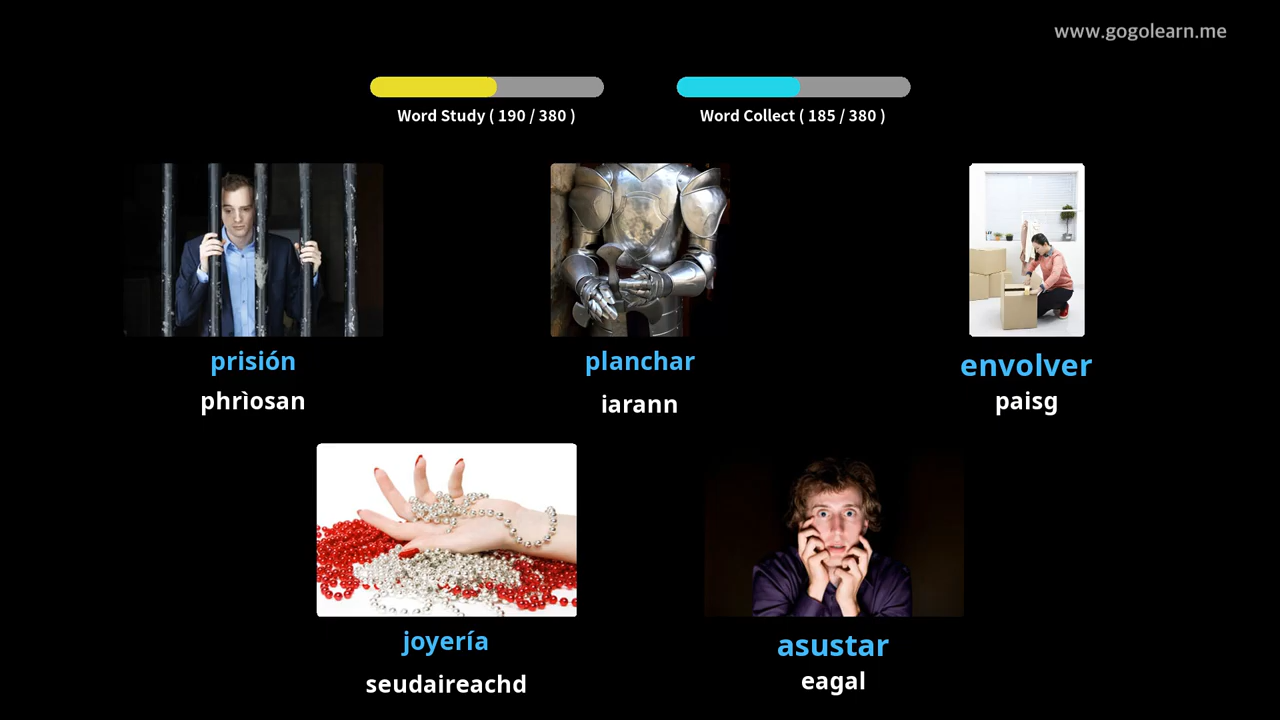 www.gogolearn.me
Word Study ( 190 / 380 )
Word Collect ( 185 / 380 )
prisión
planchar
envolver
phrìosan
iarann
paisg
joyería
asustar
seudaireachd
eagal